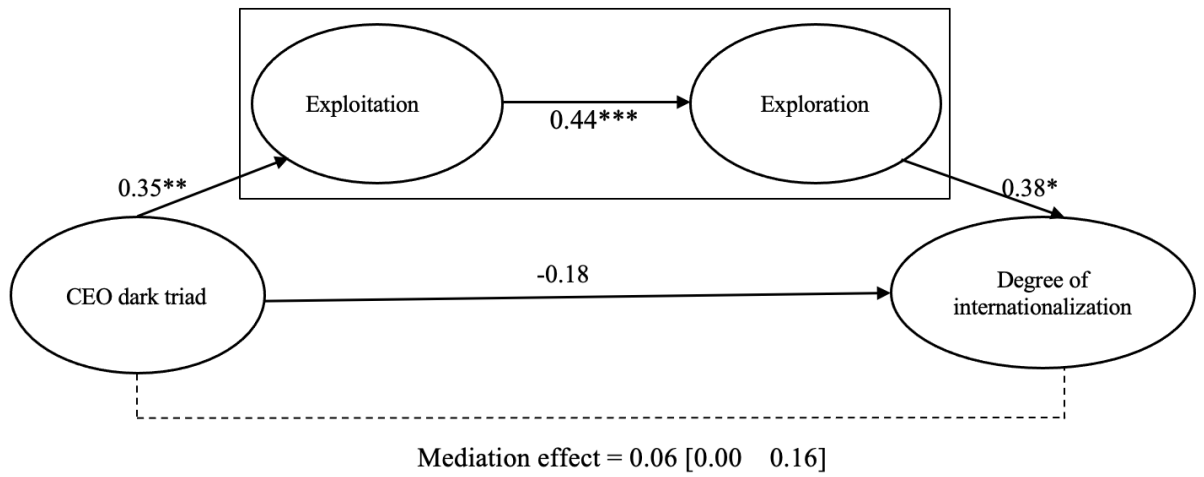 Exploitation
Exploration
0.44***
0.35**
0.38*
CEO dark triad
-0.18
Degree of
internationalization
Mediation effect = 0.06 [0.00 0.16]